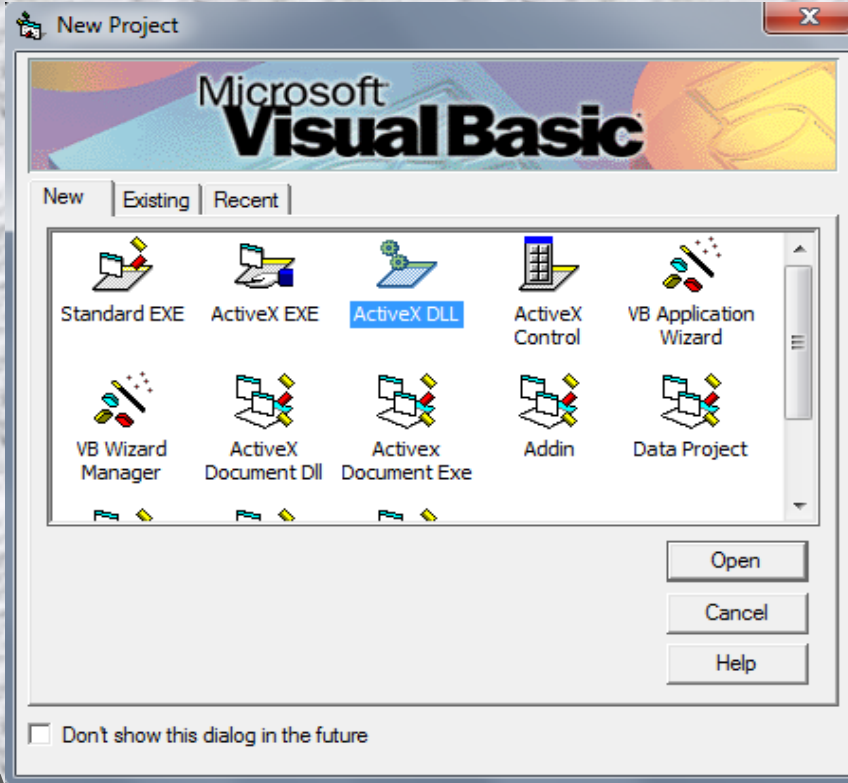 New Project
Microsoft
Visual Basic
New Existing Recent
Standard EXE ActiveX EXE ActiveX DLL ActiveX Control VB Application Wizard
VB Wizard Manager ActiveX Document Dll Activex Document Exe Addin Data Project
Open
Cancel
Help
Don't show this dialog in the future